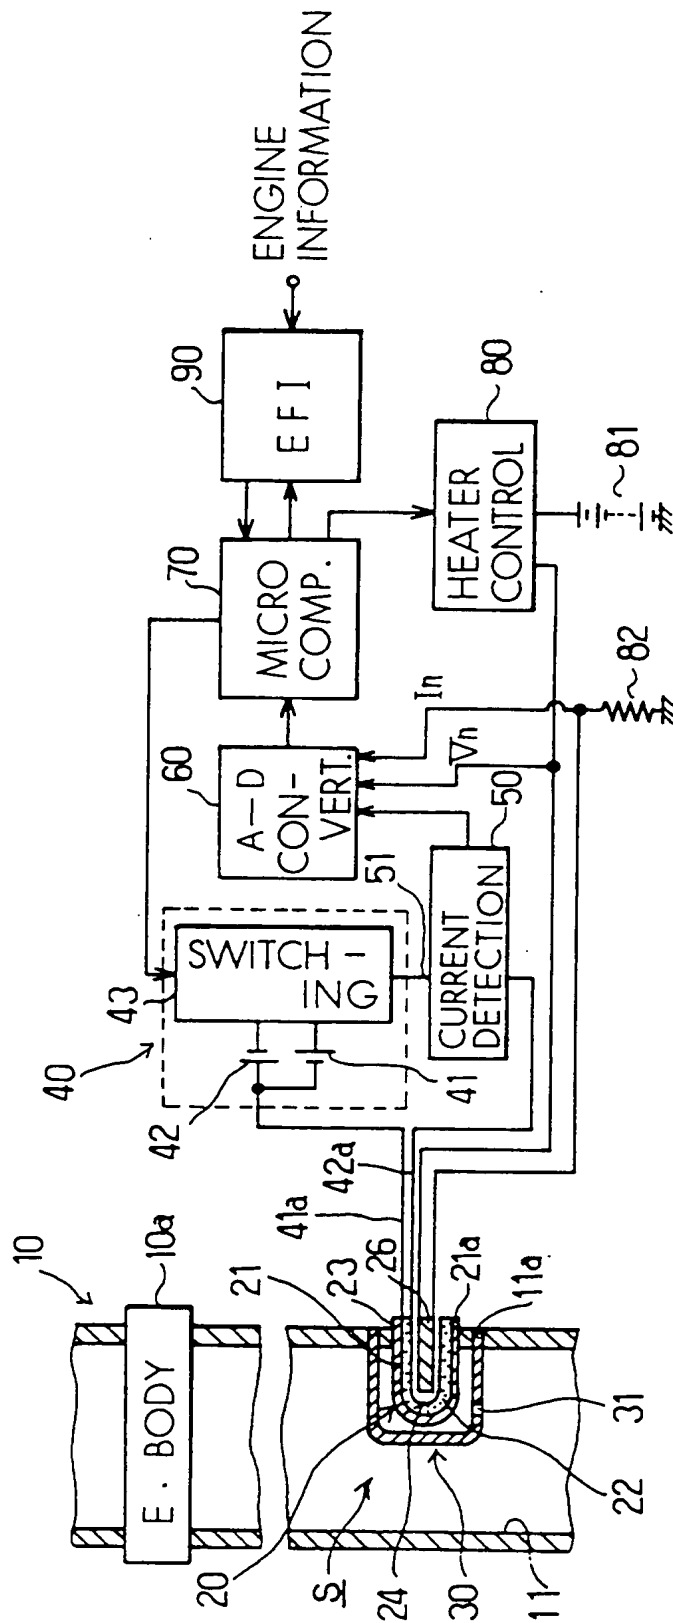 10
10a
E. BODY
20
S
24
30
11
22
31
11a
21a
26
23
21
41a
42a
40
42
41
43
SWITCH-
ING
51
CURRENT
DETECTION
50
60
A-D
CON-
VERT.
Vn
In
70
MICRO
COMP.
90
EFI
ENGINE
INFORMATION
80
HEATER
CONTROL
81
82